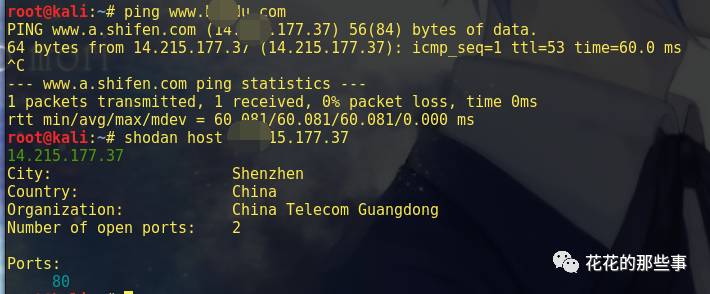 root@kali:~# ping www.b du.com
PING www.a.shifen.com (14. .177.37) 56(84) bytes of data.
64 bytes from 14.215.177.37 (14.215.177.37): icmp_seq=1 ttl=53 time=60.0 ms
^C
--- www.a.shifen.com ping statistics ---
1 packets transmitted, 1 received, 0% packet loss, time 0ms
rtt min/avg/max/mdev = 60.081/60.081/60.081/0.000 ms
root@kali:~# shodan host 15.177.37
14.215.177.37
City: Shenzhen
Country: China
Organization: China Telecom Guangdong
Number of open ports: 2
Ports:
80
花花的那些事